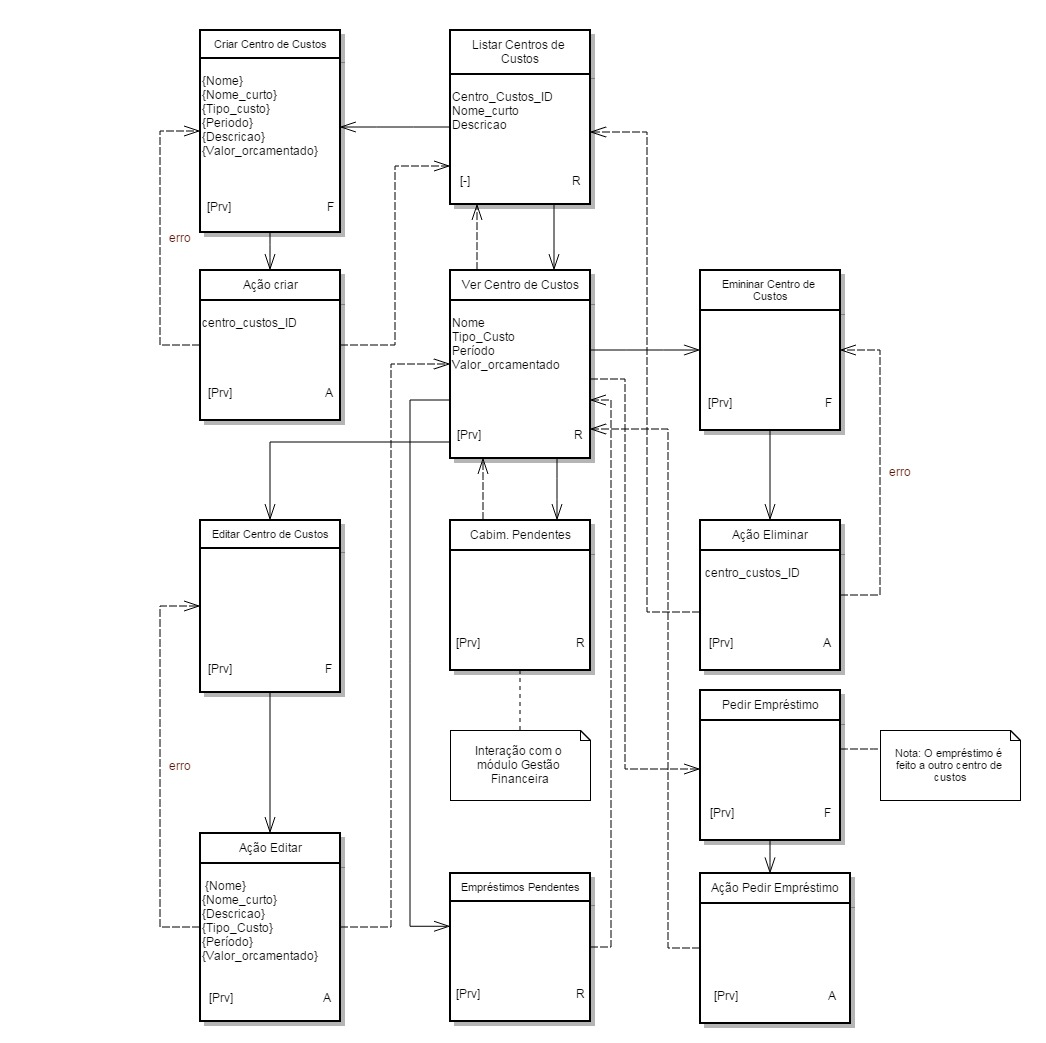 Criar Centro de Custos
{Nome}
{Nome_curto}
{Tipo_custo}
{Periodo}
{Descricao}
{Valor_orcamentado}
[Prv]
F
Listar Centros de
Custos
Centro_Custos_ID
Nome_curto
Descricao
[-]
R
erro
Ação criar
centro_custos_ID
[Prv]
A
Ver Centro de Custos
Nome
Tipo_Custo
Período
Valor_orcamentado
[Prv]
R
Emininar Centro de
Custos
[Prv]
F
erro
Editar Centro de Custos
[Prv]
F
Cabim. Pendentes
[Prv]
R
Ação Eliminar
centro_custos_ID
[Prv]
A
erro
Interação com o
módulo Gestão
Financeira
Pedir Empréstimo
[Prv]
F
Nota: O empréstimo é
feito a outro centro de
custos
Ação Editar
{Nome}
{Nome_curto}
{Descricao}
{Tipo_Custo}
{Período}
{Valor_orcamentado}
[Prv]
A
Empréstimos Pendentes
[Prv]
R
Ação Pedir Empréstimo
[Prv]
A